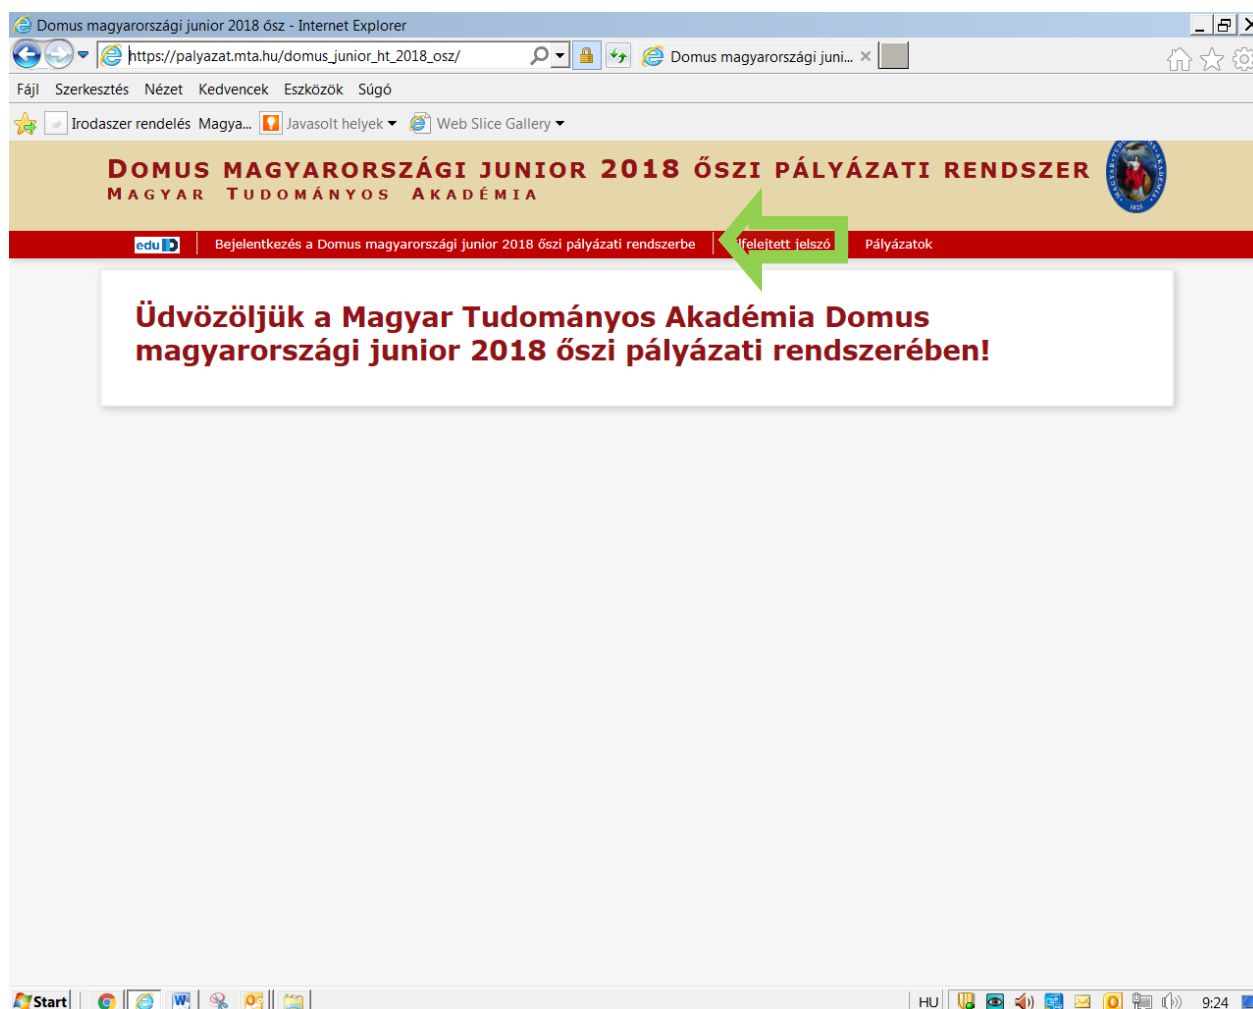 Domus magyarországi junior 2018 ősz - Internet Explorer
https://palyazat.mta.hu/domus_junior_ht_2018_osz/ Domus magyarországi juni...
Fájl Szerkesztés Nézet Kedvencek Eszközök Súgó
Irodaszer rendelés Magya... Javasolt helyek Web Slice Gallery
DOMUS MAGYARORSZÁGI JUNIOR 2018 ŐSZI PÁLYÁZATI RENDSZER
MAGYAR TUDOMÁNYOS AKADÉMIA
eduID Bejelentkezés a Domus magyarországi junior 2018 őszi pályázati rendszerbe lfelejtett jelszó Pályázatok
Üdvözöljük a Magyar Tudományos Akadémia Domus
magyarországi junior 2018 őszi pályázati rendszerében!
Start HU 9:24